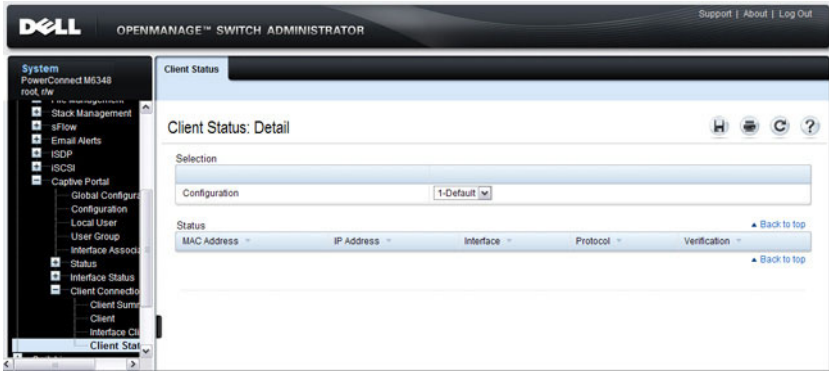 Support | About | Log Out
DELL
OPENMANAGE™ SWITCH ADMINISTRATOR
System
PowerConnect M6348
root, r/w
Client Status
Stack Management
sFlow
Email Alerts
ISDP
iSCSI
Captive Portal
Global Configura
Configuration
Local User
User Group
Interface Associa
Status
Interface Status
Client Connectio
Client Summ
Client
Interface Cli
Client Stat
Client Status: Detail
Selection
Configuration
1-Default
Status
Back to top
MAC Address
IP Address
Interface
Protocol
Verification
Back to top